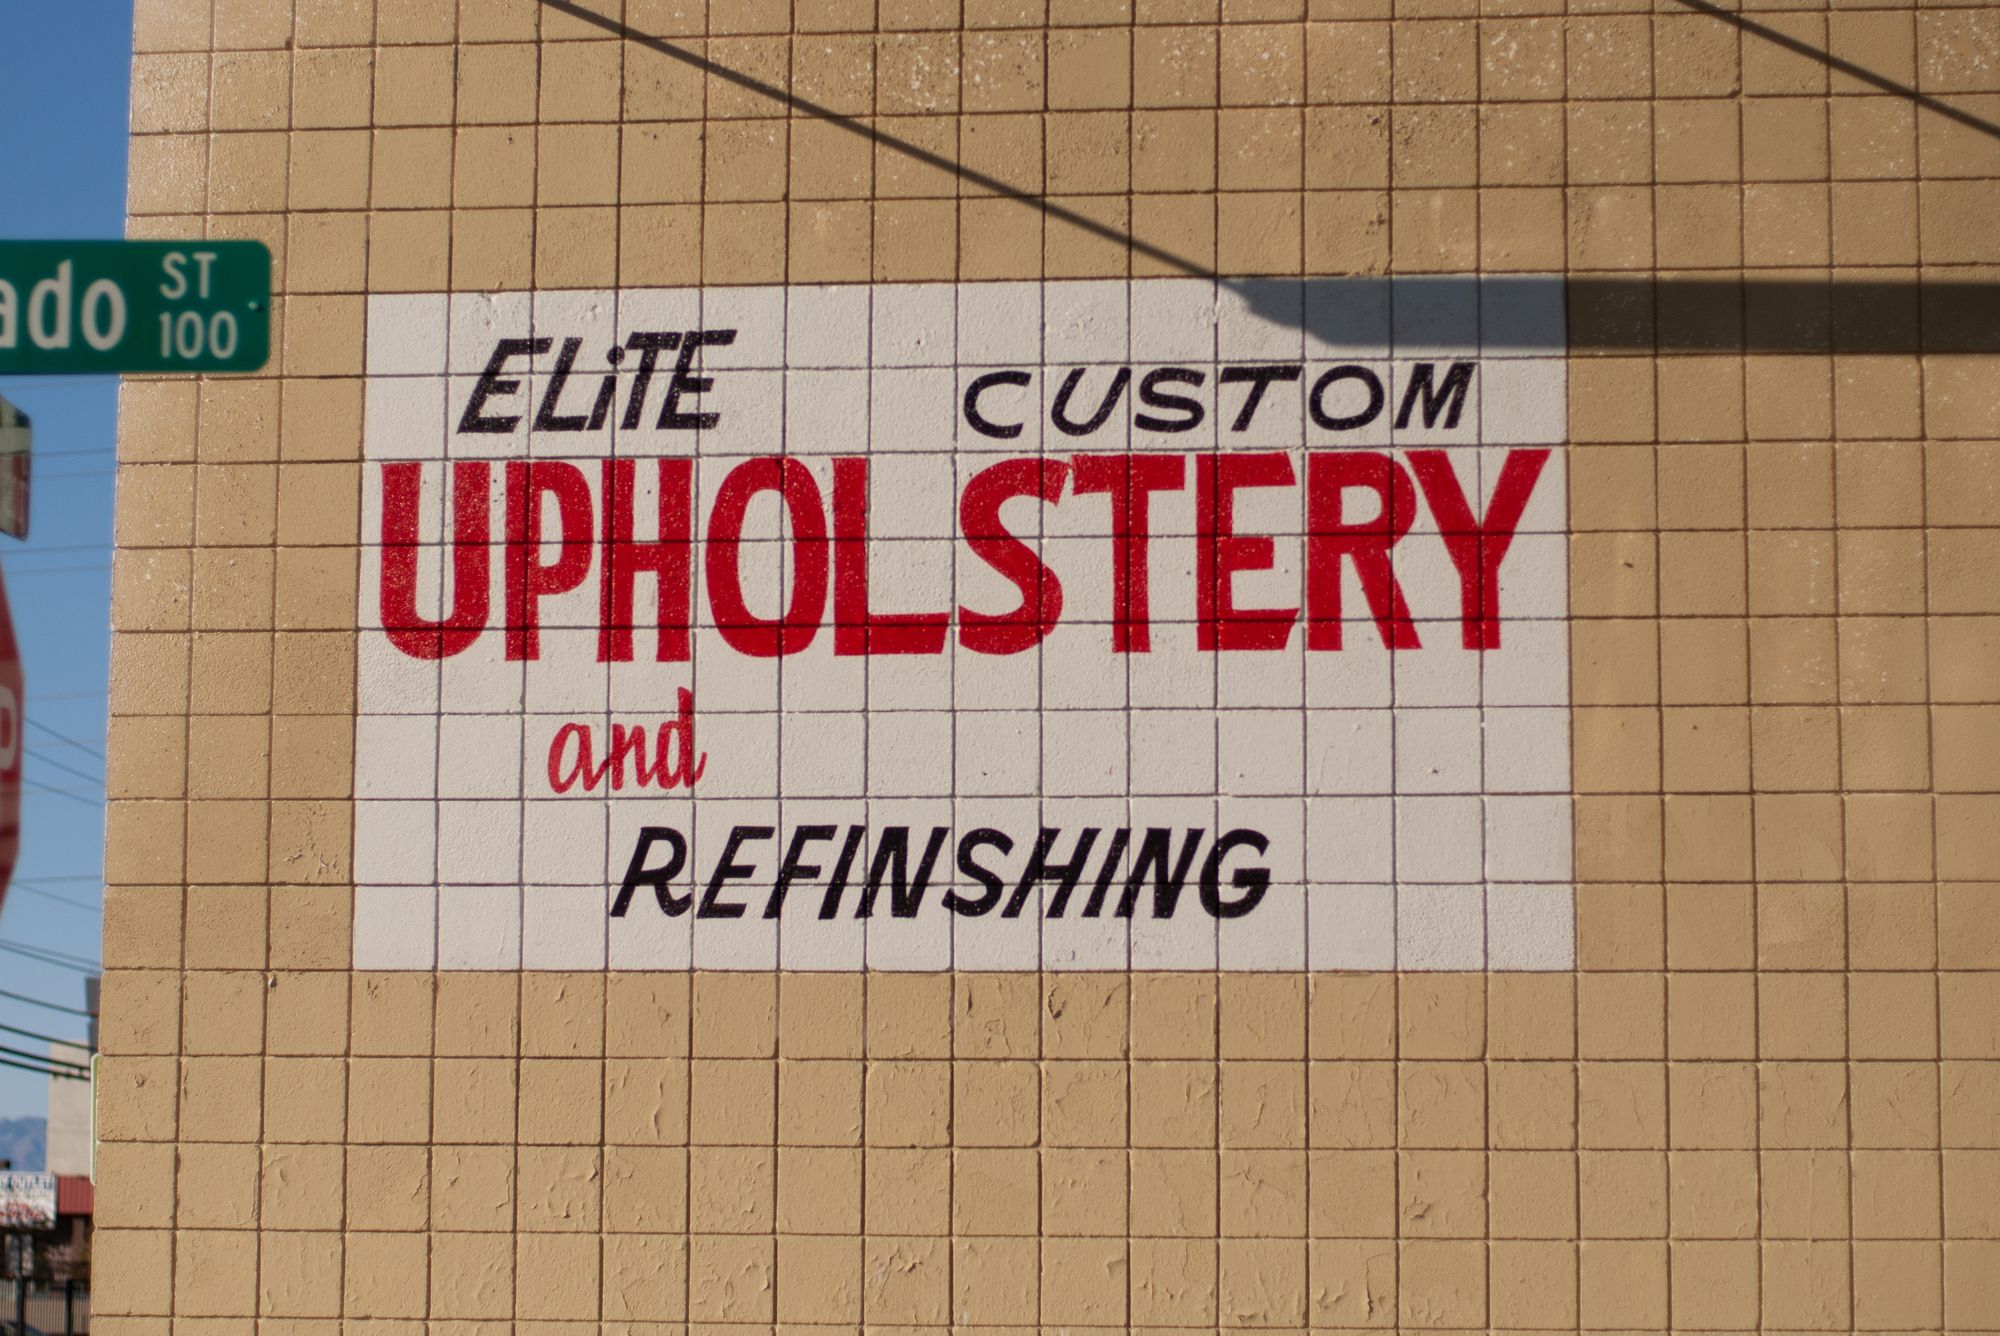 ado ST
100
ELiTE CUSTOM
UPHOLSTERY
and
REFINSHING